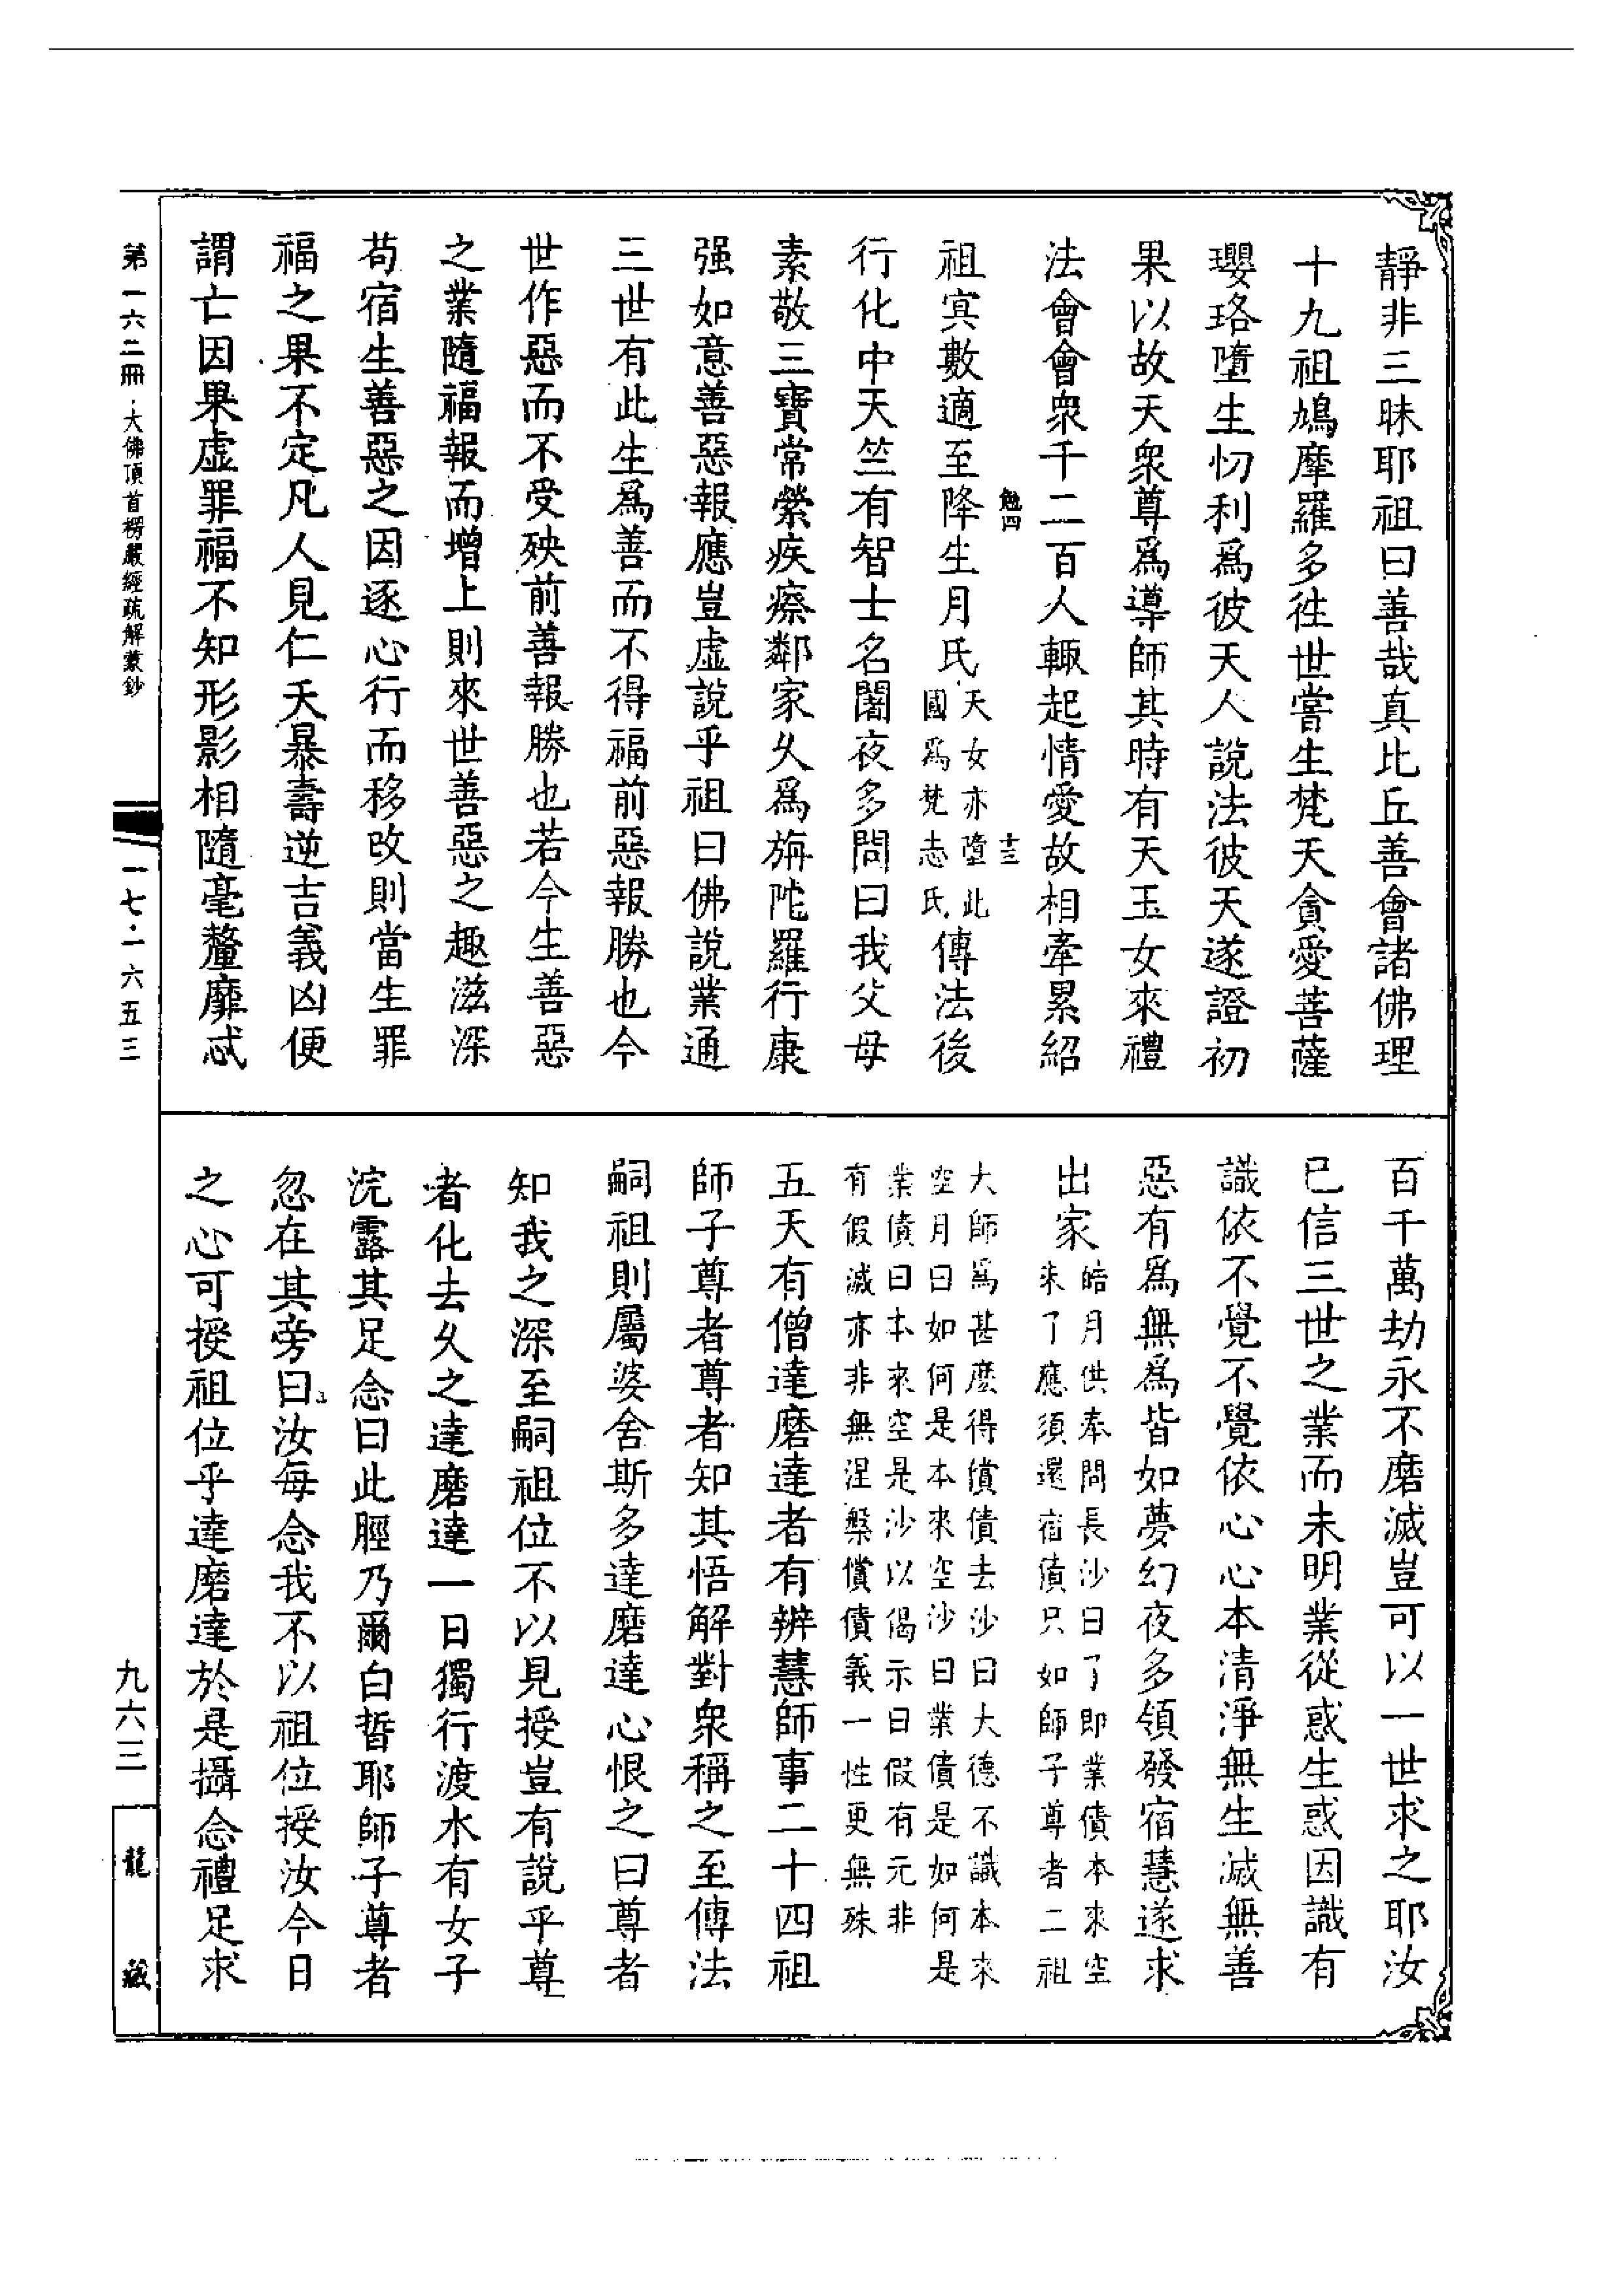 靜非三昧耶祖曰善哉真比丘善會諸佛理
十九祖鳩摩羅多徃世嘗生梵天貪愛菩薩
瓔珞墮生忉利爲彼天人說法彼天遂證初
果以故天衆尊爲導師其時有天玉女來禮
法會會衆千二百人輙起情愛故相牽累紹
勉四 十三
祖冥數適至降生月氏天女亦墮此國爲梵志氏傳法後
行化中天竺有智士名闍夜多問曰我父母
素敬三寶常縈疾瘵鄰家久爲旃陀羅行康
强如意善惡報應豈虛說乎祖曰佛說業通
三世有此生爲善而不得福前惡報勝也今
世作惡而不受殃前善報勝也若今生善惡
之業隨福報而增上則來世善惡之趣滋深
苟宿生善惡之因逐心行而移改則當生罪
福之果不定凡人見仁夭暴壽逆吉義凶便
謂亡因果虛罪福不知形影相隨毫釐靡忒
百千萬劫永不磨滅豈可以一世求之耶汝
已信三世之業而未明業從惑生惑因識有
識依不覺不覺依心心本清淨無生滅無善
惡有爲無爲皆如夢幻夜多領發宿慧遂求
出家皓月供奉問長沙曰了即業債本來空未了應須還宿債只如師子尊者二祖
大師爲甚麽得償債去沙曰大德不識本來空月曰如何是本來空沙曰業債是如何是
業債曰本來空是沙以偈示曰假有元非有假滅亦非無涅槃償債義一性更無殊
五天有僧達磨達者有辨慧師事二十四祖
師子尊者尊者知其悟解對衆稱之至傳法
嗣祖則屬婆舍斯多達磨達心恨之曰尊者
知我之深至嗣祖位不以見授豈有說乎尊
者化去久之達磨達一日獨行渡水有女子
浣露其足念曰此脛乃爾白晳耶師子尊者
忽在其旁曰汝每念我不以祖位授汝今日
之心可授祖位乎達磨達於是攝念禮足求
第一六二冊·大佛頂首楞嚴經疏解蒙鈔
一七·一六五三
九六三
龍藏